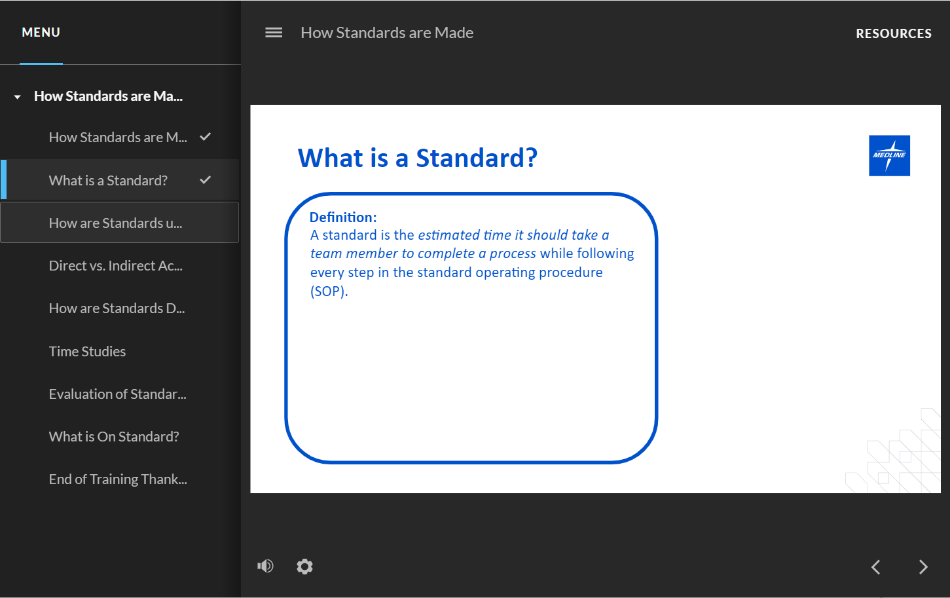 MENU
How Standards are Made
RESOURCES
How Standards are Ma...
How Standards are M...
What is a Standard?
How are Standards u...
Direct vs. Indirect Ac...
How are Standards D...
Time Studies
Evaluation of Standar...
What is On Standard?
End of Training Thank...
What is a Standard?
MEDLINE
Definition:
A standard is the estimated time it should take a
team member to complete a process while following
every step in the standard operating procedure
(SOP).